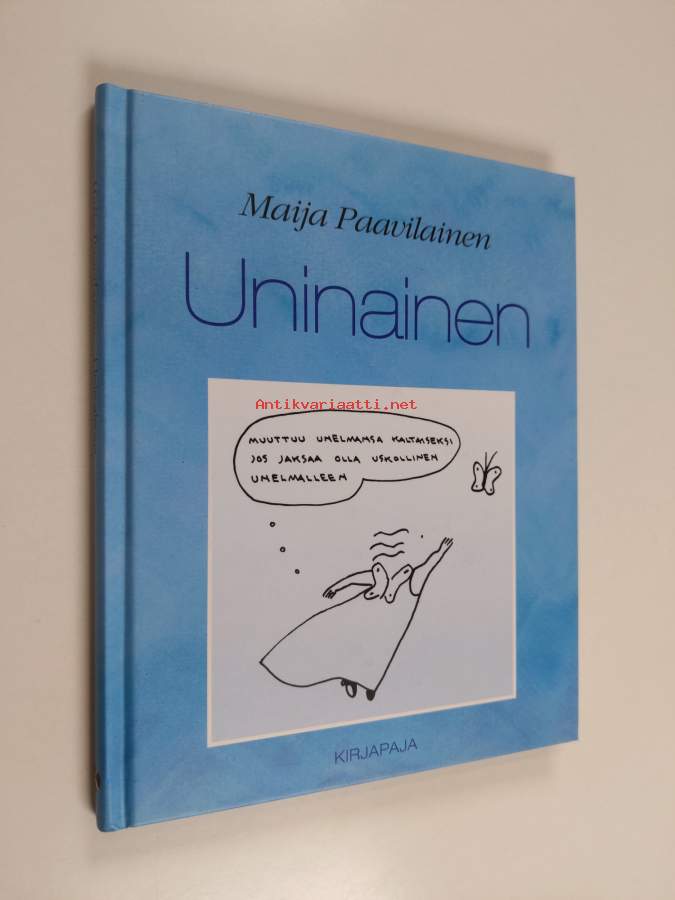 Maija Paavilainen
Uninainen
Antikvariaatti.net
MUUTTUU UNELMANSA KALTAISEKSI
JOS JAKSAA OLLA USKOLLINEN
UNELMALLEEN
KIRJAPAJA